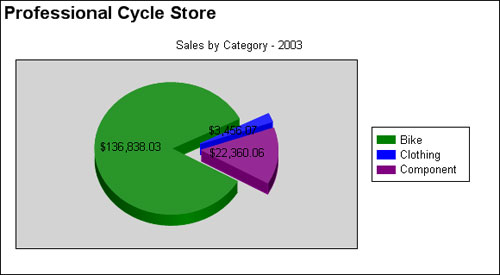 Professional Cycle Store
Sales by Category - 2003
$3,456.07
$136,838.03
$22,360.06
Bike
Clothing
Component